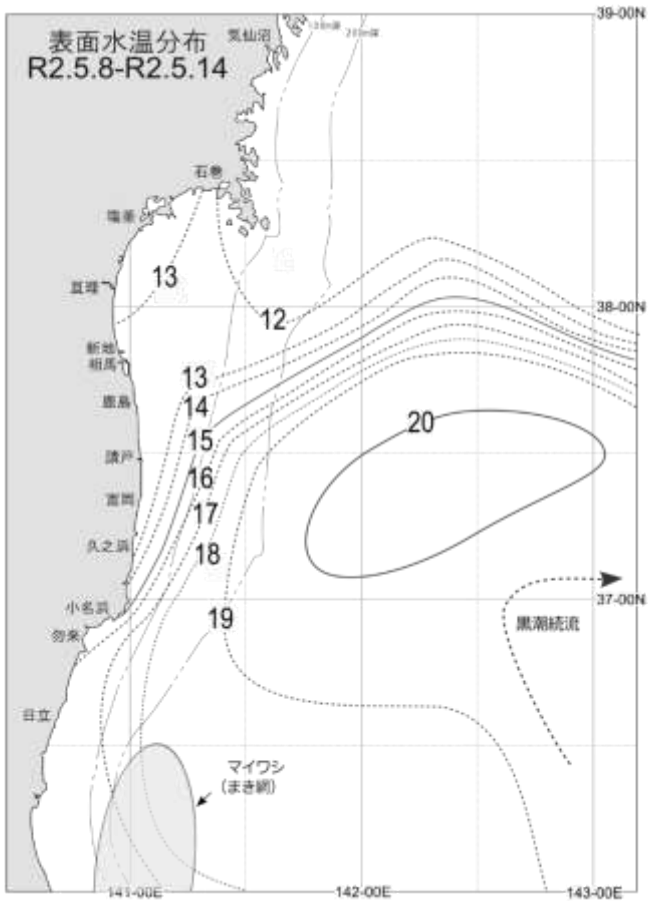 39-00N
表面水温分布
R2.5.8-R2.5.14
気仙沼
石巻
塩釜
13
亘理
12
38-00N
新地
相馬
13
鹿島
14
20
15
請戸
16
富岡
17
久之浜
18
小名浜
37-00N
19
黒潮続流
勿来
日立
マイワシ
(まき網)
141-00E
142-00E
143-00E